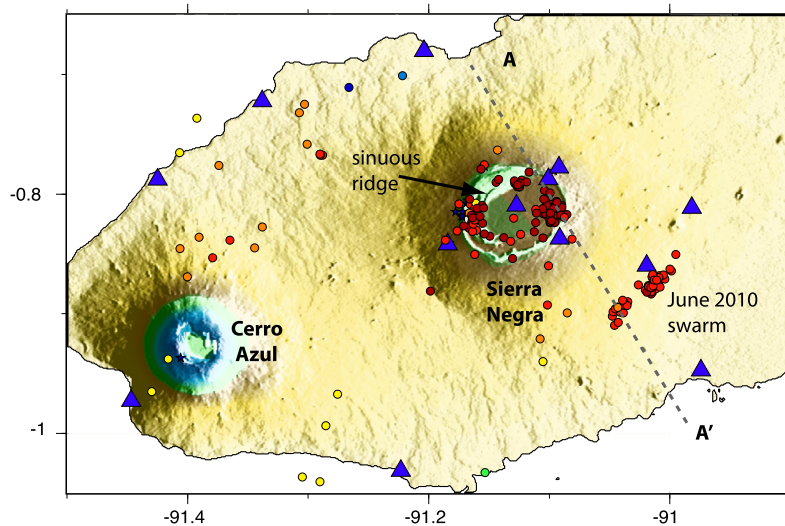 A
sinuous
ridge
-0.8
Sierra
Negra
June 2010
swarm
Cerro
Azul
-1
A'
-91.4
-91.2
-91